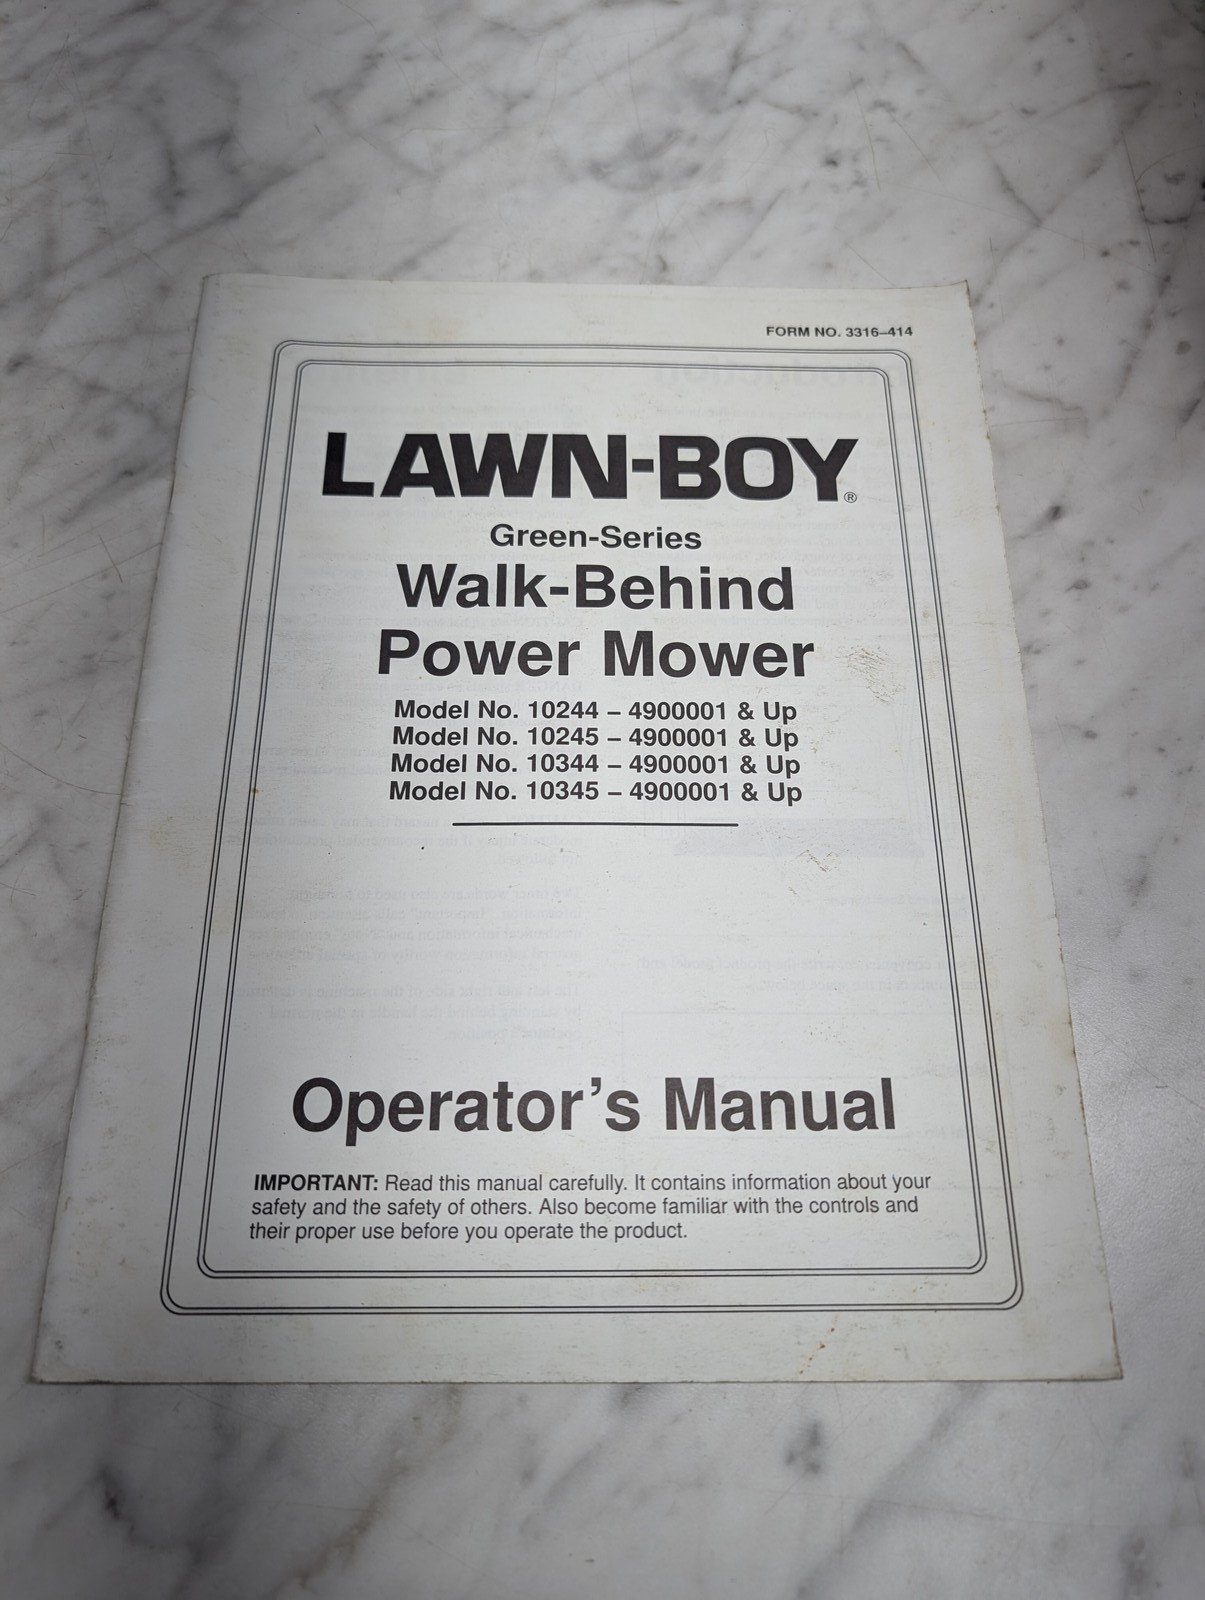 FORM NO. 3316–414
LAWN-BOY®
Green-Series
Walk-Behind
Power Mower
Model No. 10244 – 4900001 & Up
Model No. 10245 – 4900001 & Up
Model No. 10344 – 4900001 & Up
Model No. 10345 – 4900001 & Up
Operator's Manual
IMPORTANT: Read this manual carefully. It contains information about your
safety and the safety of others. Also become familiar with the controls and
their proper use before you operate the product.